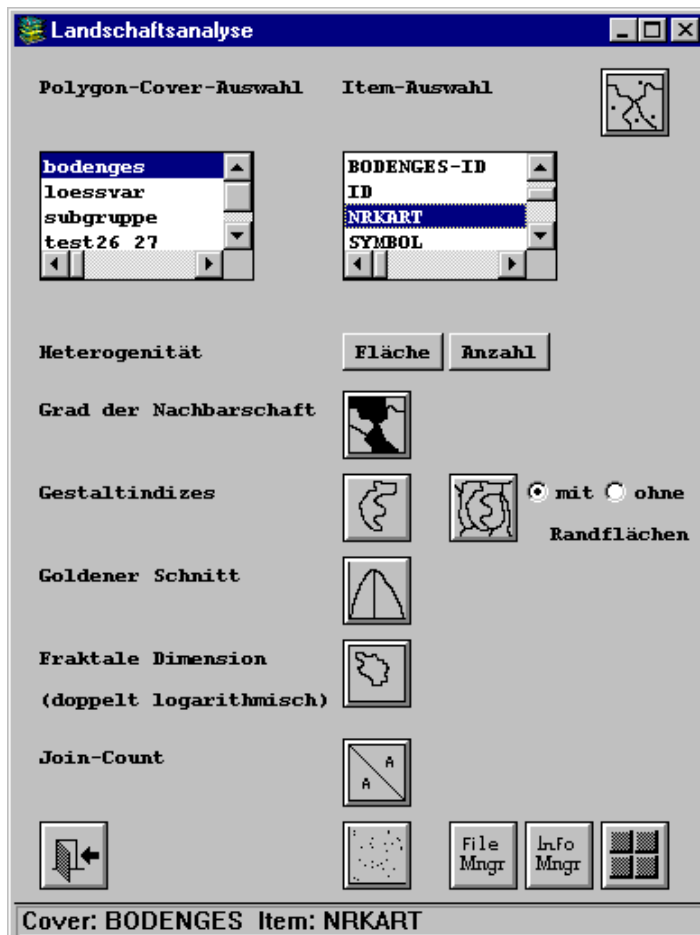 Landschaftsanalyse
Polygon-Cover-Auswahl Item-Auswahl
bodenges
loessvar
subgruppe
test26 27
BODENGES-ID
ID
NRKART
SYMBOL
Heterogenität Fläche Anzahl
Grad der Nachbarschaft
Gestaltindizes mit ohne
Randflächen
Goldener Schnitt
Fraktale Dimension
(doppelt logarithmisch)
Join-Count A A
File Mngr InFo Mngr
Cover: BODENGES Item: NRKART